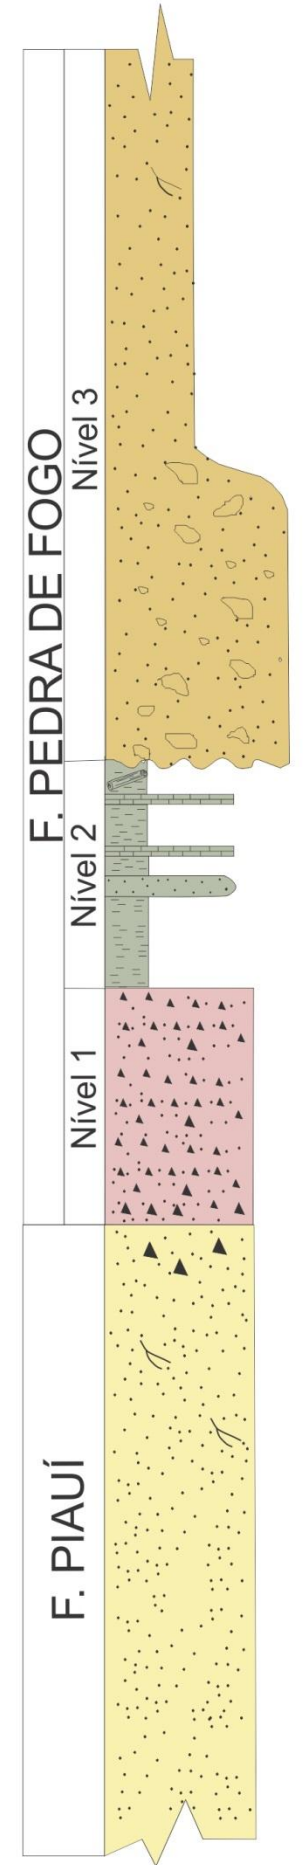 F. PEDRA DE FOGO
Nível 3
Nível 2
Nível 1
F. PIAUÍ